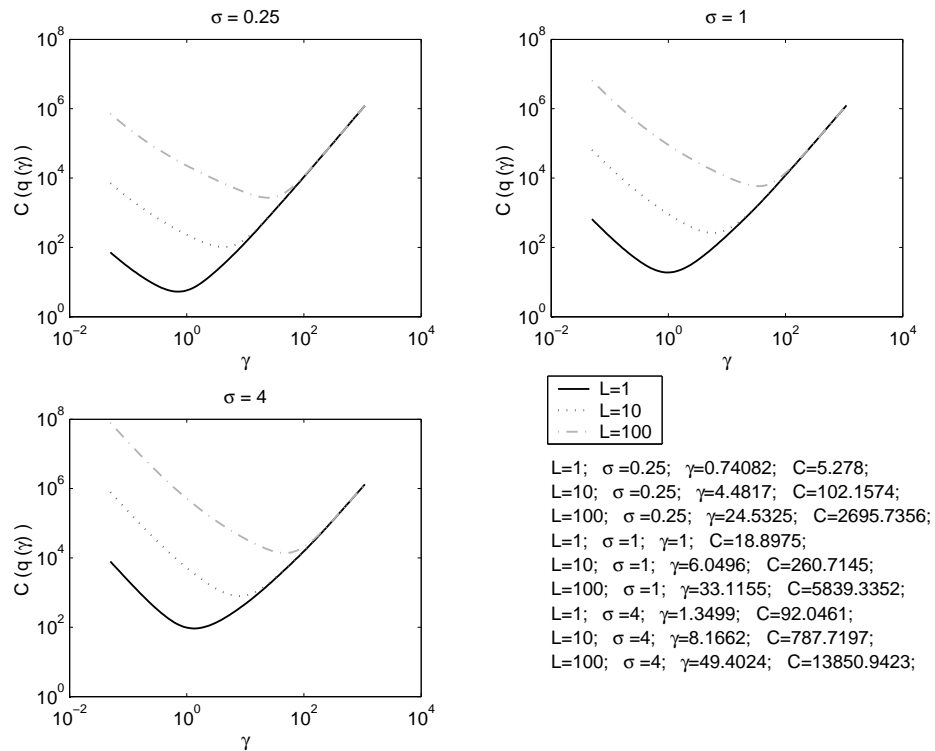 σ = 0.25
10^8
10^6
10^4
10^2
10^0
C ( q (γ))
10^−2
10^0
10^2
10^4
γ
σ = 1
10^8
10^6
10^4
10^2
10^0
C ( q (γ))
10^−2
10^0
10^2
10^4
γ
σ = 4
10^8
10^6
10^4
10^2
10^0
C ( q (γ))
10^−2
10^0
10^2
10^4
γ
L=1
L=10
L=100
L=1; σ =0.25; γ=0.74082; C=5.278;
L=10; σ =0.25; γ=4.4817; C=102.1574;
L=100; σ =0.25; γ=24.5325; C=2695.7356;
L=1; σ =1; γ=1; C=18.8975;
L=10; σ =1; γ=6.0496; C=260.7145;
L=100; σ =1; γ=33.1155; C=5839.3352;
L=1; σ =4; γ=1.3499; C=92.0461;
L=10; σ =4; γ=8.1662; C=787.7197;
L=100; σ =4; γ=49.4024; C=13850.9423;